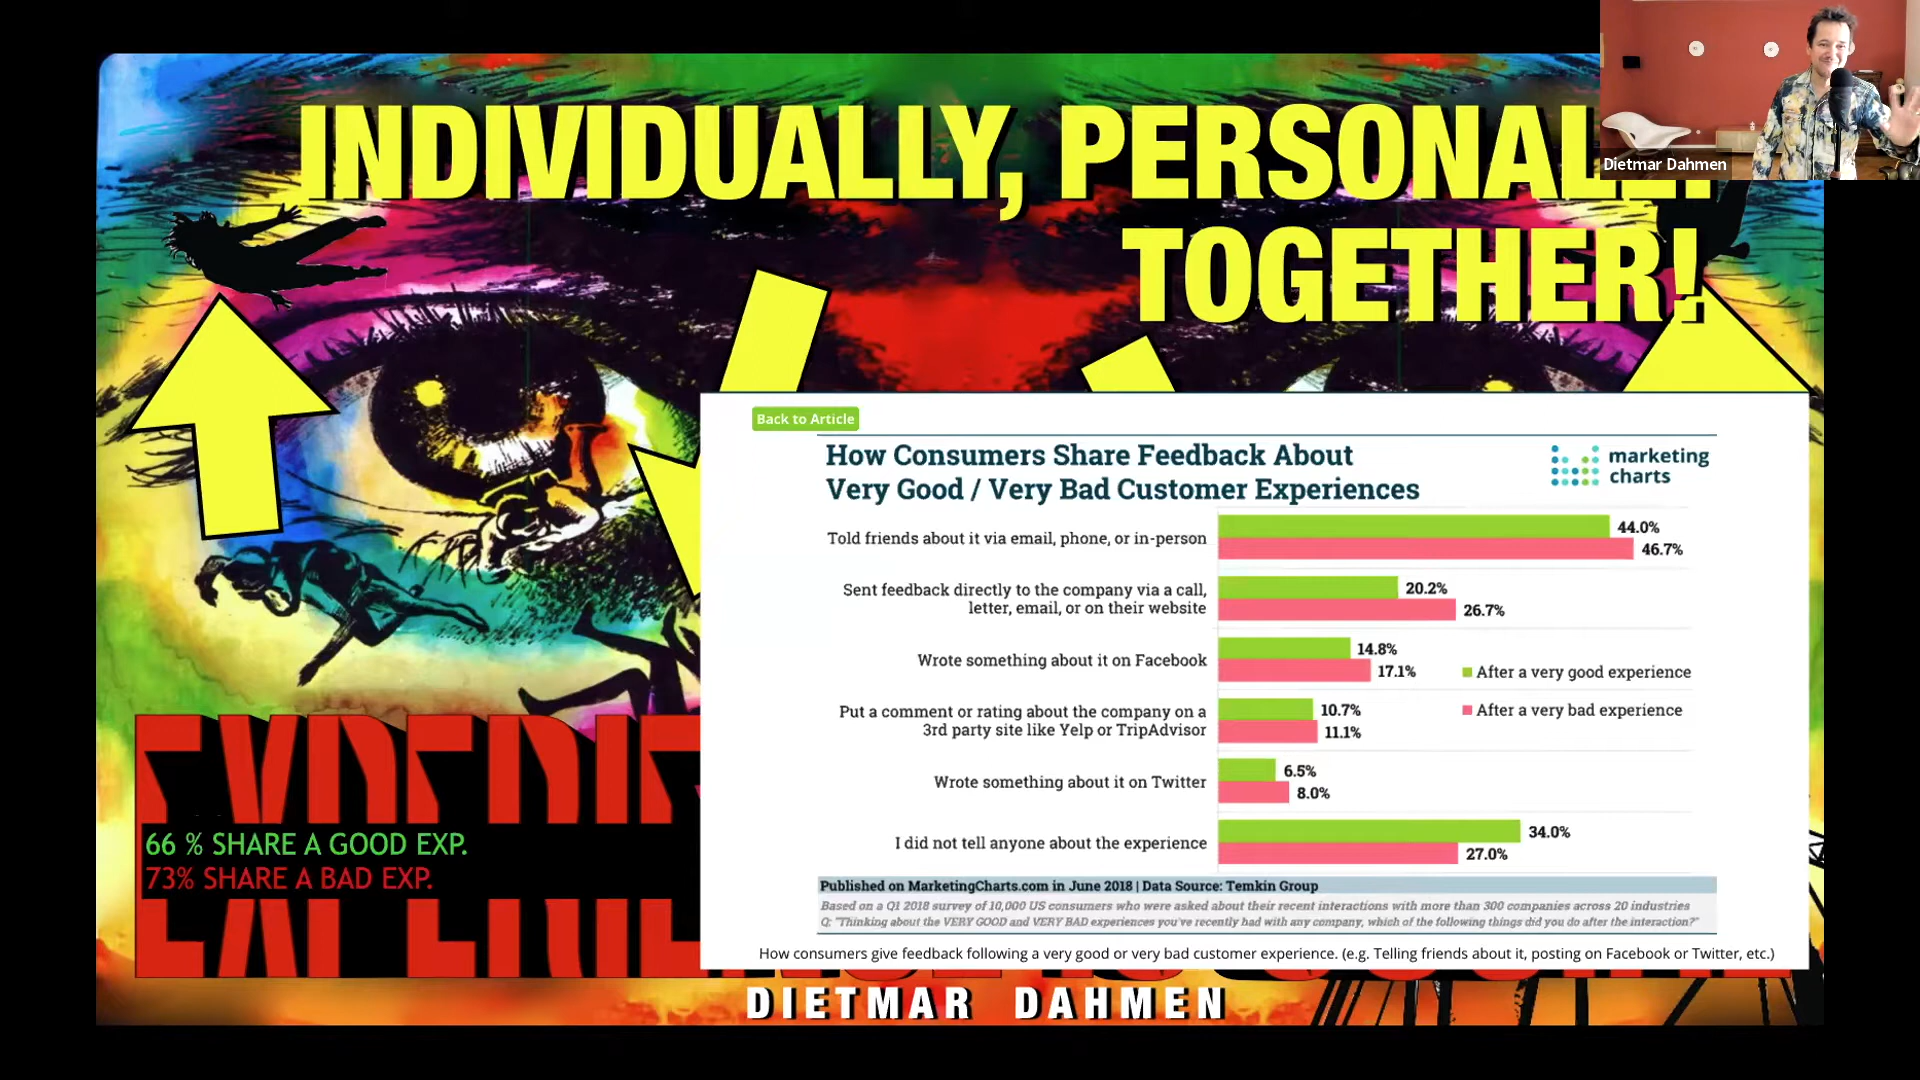 INDIVIDUALLY, PERSONALLY
TOGETHER!
Dietmar Dahmen
Back to Article
How Consumers Share Feedback About
Very Good / Very Bad Customer Experiences
marketing
charts
Told friends about it via email, phone, or in-person
44.0%
46.7%
Sent feedback directly to the company via a call,
letter, email, or on their website
20.2%
26.7%
Wrote something about it on Facebook
14.8%
17.1%
After a very good experience
Put a comment or rating about the company on a
3rd party site like Yelp or TripAdvisor
10.7%
11.1%
After a very bad experience
Wrote something about it on Twitter
6.5%
8.0%
I did not tell anyone about the experience
34.0%
27.0%
Published on MarketingCharts.com in June 2018 | Data Source: Temkin Group
Based on a Q1 2018 survey of 10,000 US consumers who were asked about their recent interactions with more than 300 companies across 20 industries
Q: "Thinking about the VERY GOOD and VERY BAD experiences you've recently had with any company, which of the following things did you do after the interaction?"
How consumers give feedback following a very good or very bad customer experience. (e.g. Telling friends about it, posting on Facebook or Twitter, etc.)
66 % SHARE A GOOD EXP.
73% SHARE A BAD EXP.
DIETMAR DAHMEN